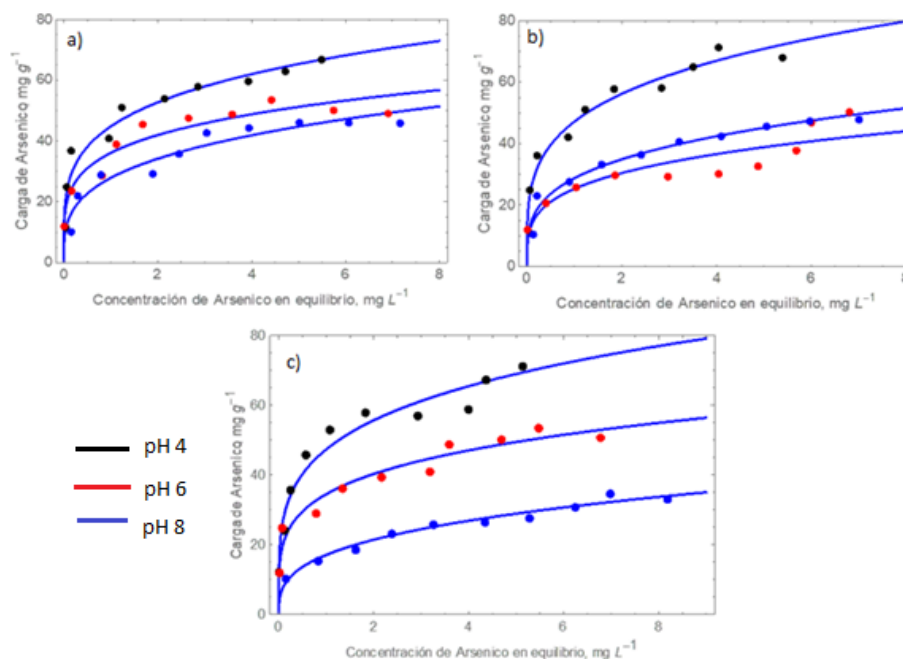 a)
Carga de Arsenico mg g⁻¹
80
60
40
20
0
0 2 4 6 8
Concentración de Arsenico en equilibrio, mg L⁻¹
b)
Carga de Arsenico mg g⁻¹
80
60
40
20
0
0 2 4 6 8
Concentración de Arsenico en equilibrio, mg L⁻¹
c)
Carga de Arsenico mg g⁻¹
80
60
40
20
0
0 2 4 6 8
Concentración de Arsenico en equilibrio, mg L⁻¹
pH 4
pH 6
pH 8